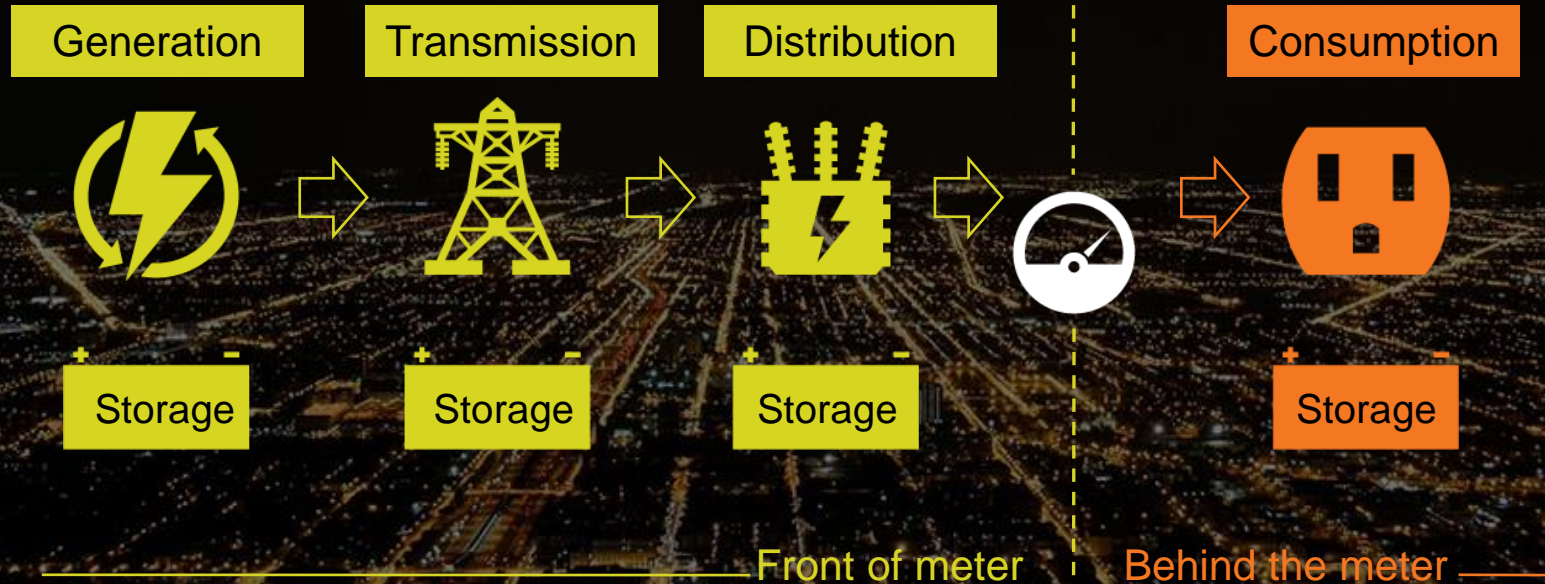 Generation Transmission Distribution Consumption
+ - + - + - + -
Storage Storage Storage Storage
Front of meter Behind the meter